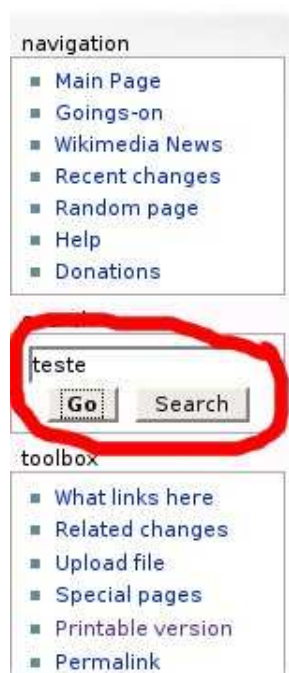 navigation
Main Page
Goings-on
Wikimedia News
Recent changes
Random page
Help
Donations
teste
Go Search
toolbox
What links here
Related changes
Upload file
Special pages
Printable version
Permalink